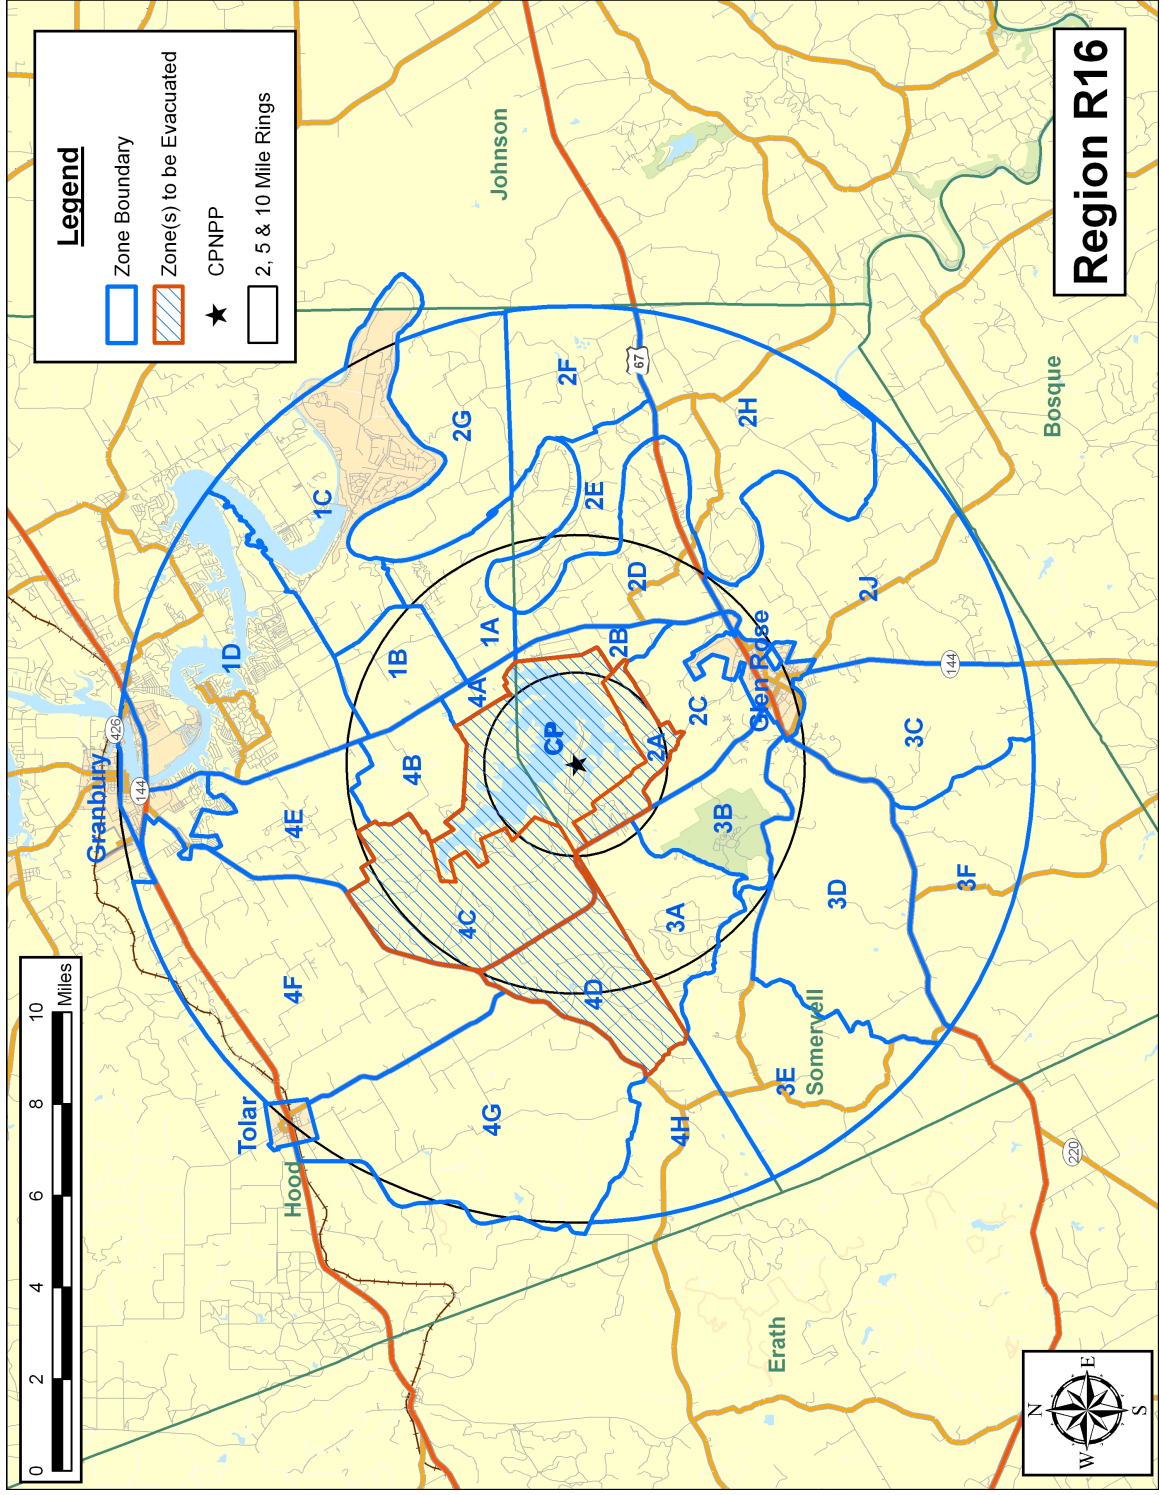 Legend
Zone Boundary
Zone(s) to be Evacuated
CPNPP
2, 5 & 10 Mile Rings
Region R16
0 2 4 6 8 10
Miles
Granbury
Tolar
Glen Rose
Hood
Johnson
Somervell
Bosque
Erath
CP
1A
1B
1C
1D
2A
2B
2C
2D
2E
2F
2G
2H
2J
3A
3B
3C
3D
3E
3F
4A
4B
4C
4D
4E
4F
4G
4H
426
144
67
144
220
N
E
S
W